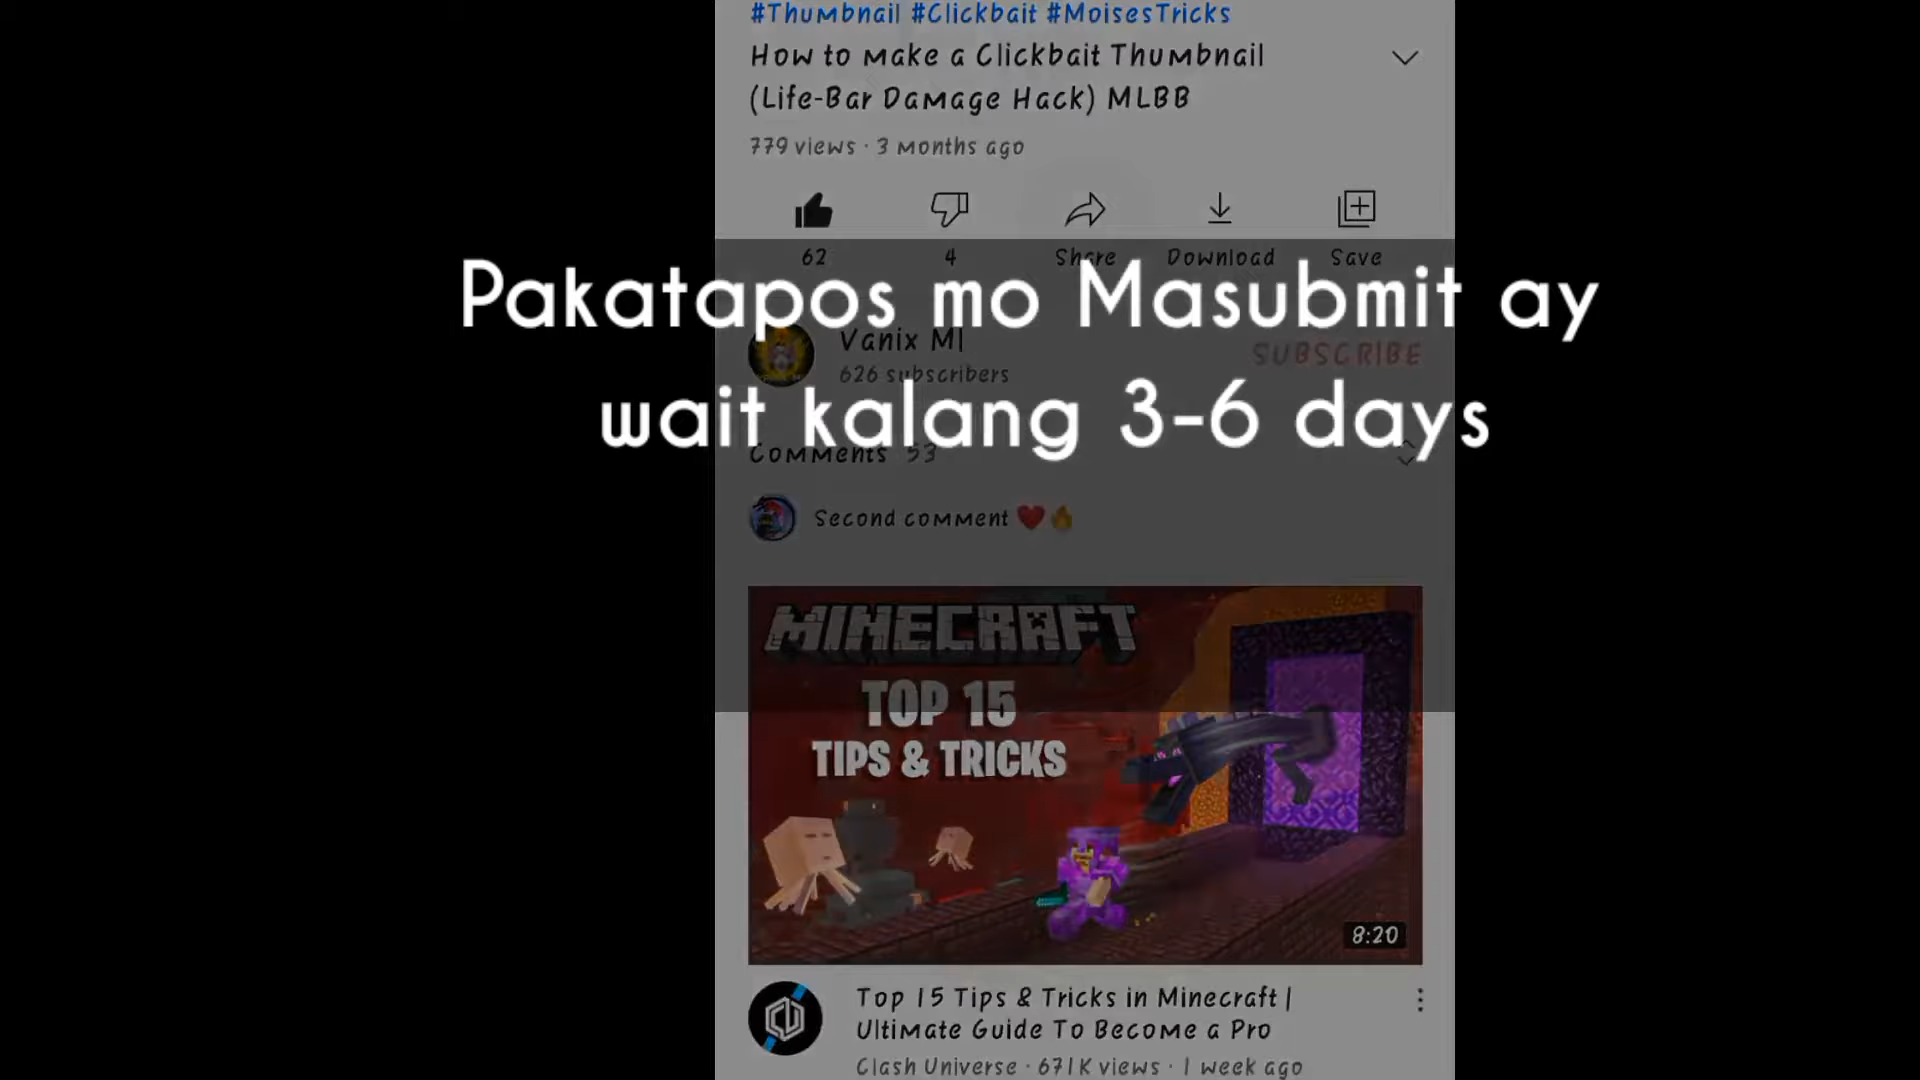 #Thumbnail #Clickbait #MoisesTricks
How to make a Clickbait Thumbnail
(Life-Bar Damage Hack) MLBB
779 views · 3 months ago
62
4
Share
Download
Save
Pakatapos mo Masubmit ay
wait kalang 3-6 days
Vanix Ml
626 subscribers
SUBSCRIBE
Comments 53
Second comment ❤️🔥
MINECRAFT
TOP 15
TIPS & TRICKS
8:20
Top 15 Tips & Tricks in Minecraft |
Ultimate Guide To Become a Pro
Clash Universe · 671K views · 1 week ago